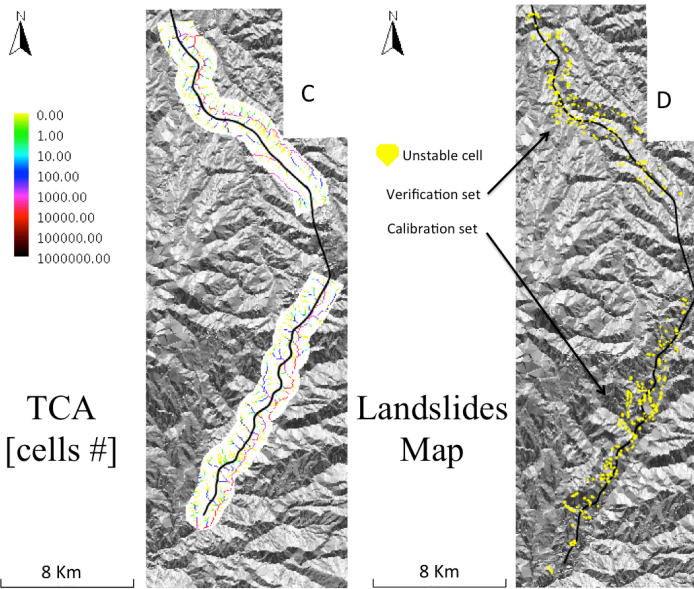 N
C
0.00
1.00
10.00
100.00
1000.00
10000.00
100000.00
1000000.00
TCA
[cells #]
8 Km
N
D
Unstable cell
Verification set
Calibration set
Landslides
Map
8 Km